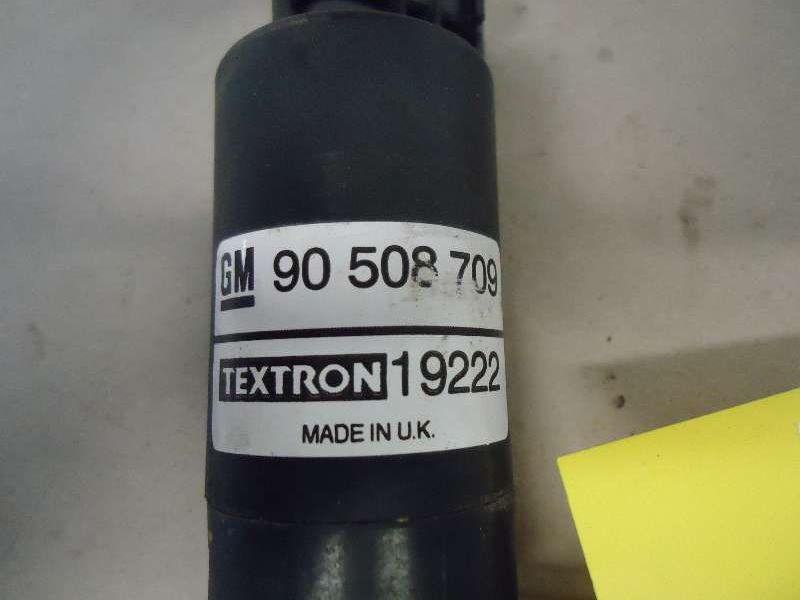 GM 90 508 709
TEXTRON 19222
MADE IN U.K.